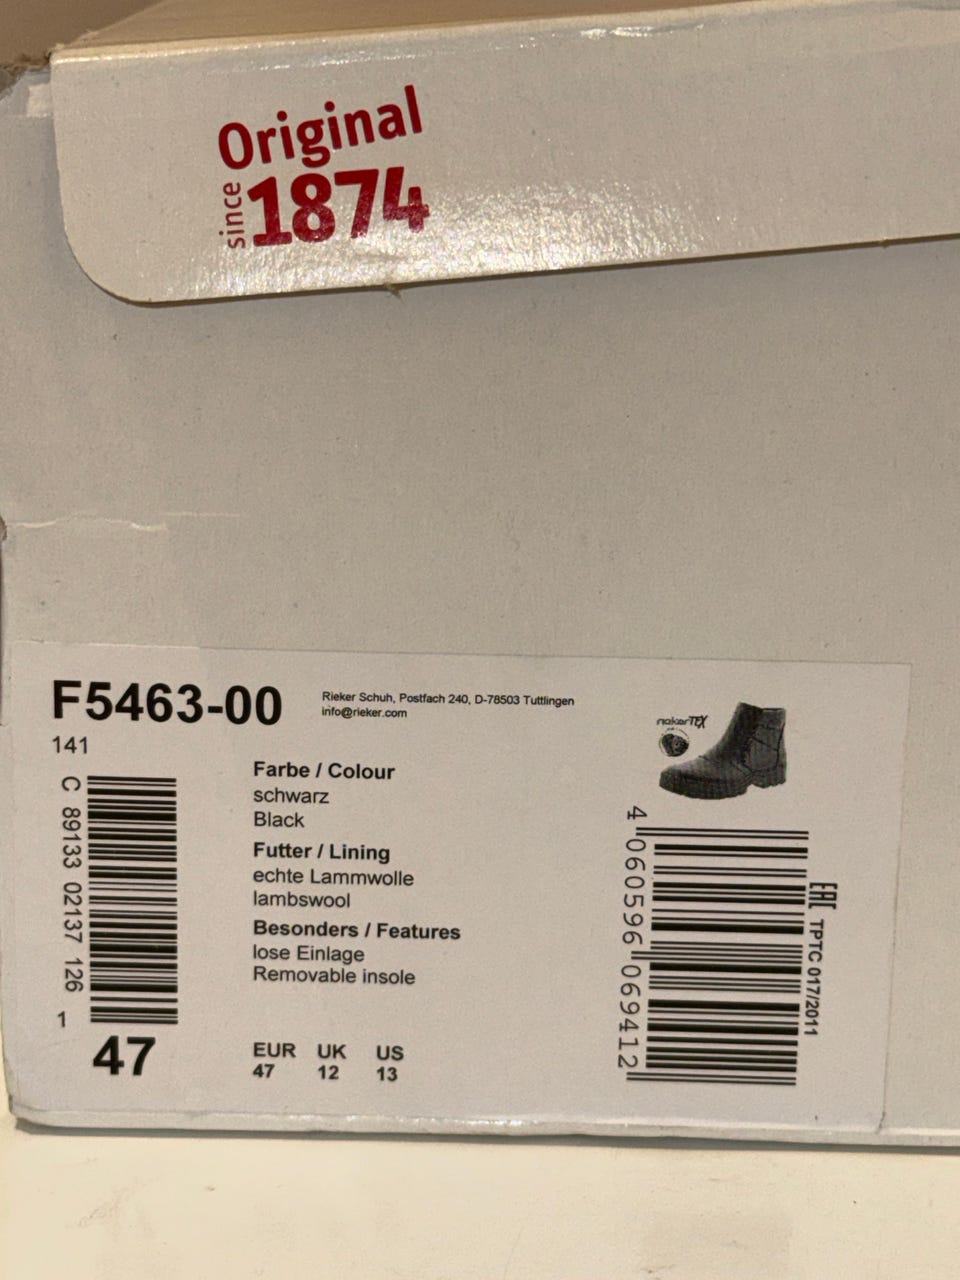 Original
since 1874
F5463-00
Rieker Schuh, Postfach 240, D-78503 Tuttlingen
info@rieker.com
141
riekerTEX
Farbe / Colour
schwarz
Black
Futter / Lining
echte Lammwolle
lambswool
Besonders / Features
lose Einlage
Removable insole
C 89133 02137 126
1
47
EUR UK US
47 12 13
4 060596 069412
EAC TPTC 017/2011